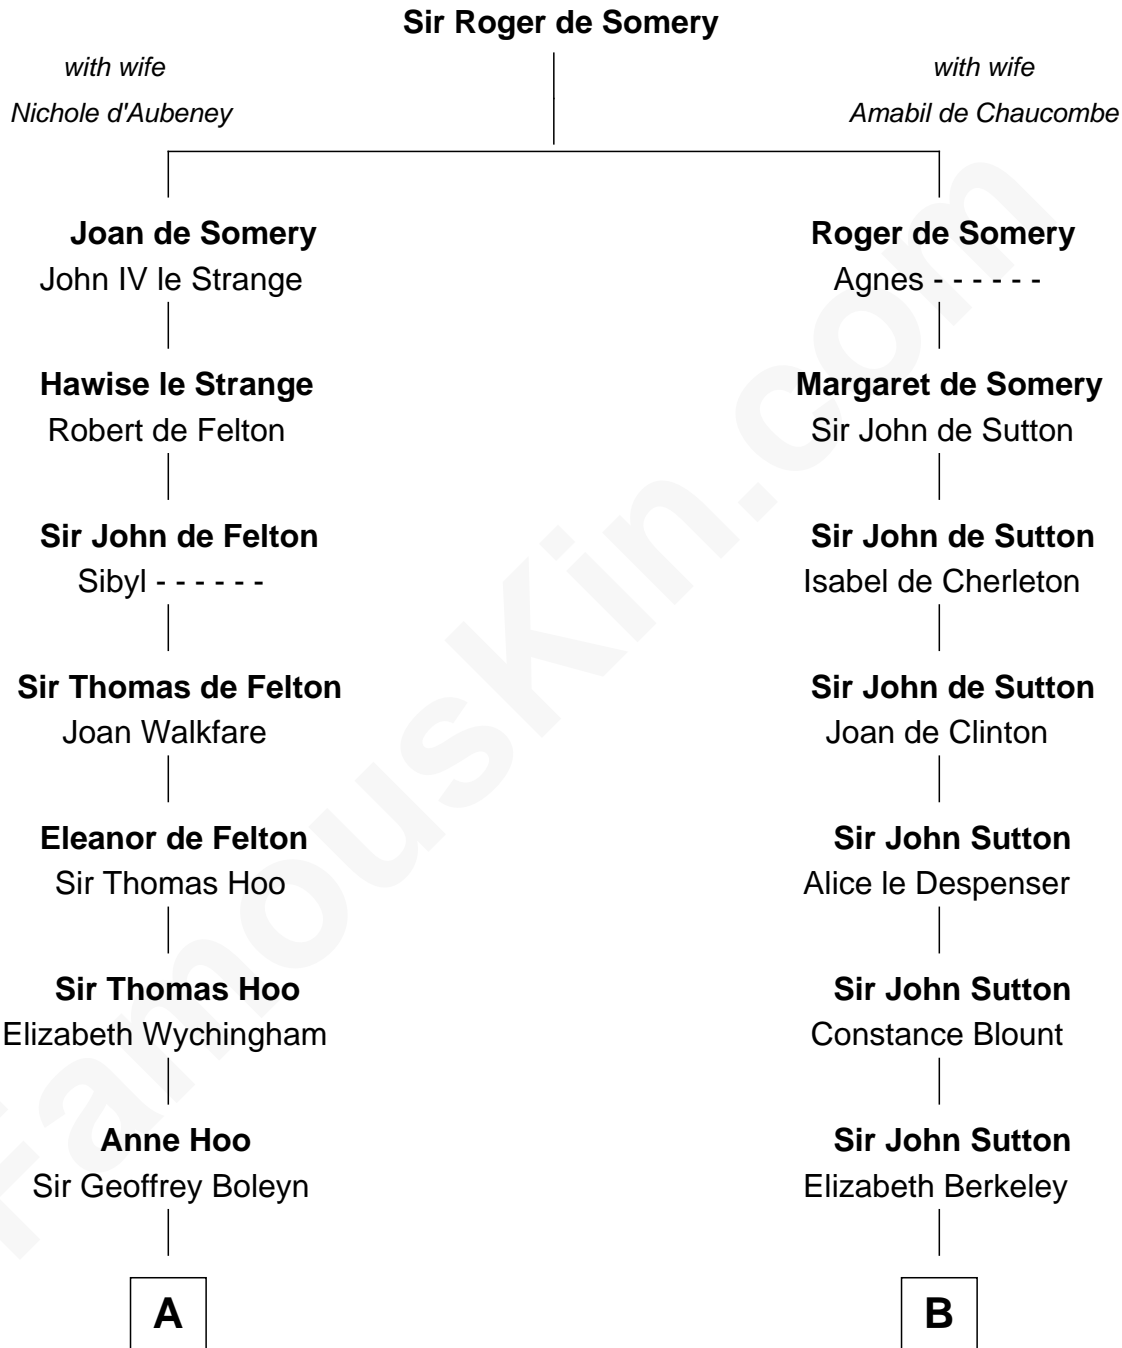 Sir Roger de Somery
with wife
Nichole d'Aubeney
with wife
Amabil de Chaucombe
Joan de Somery
John IV le Strange
Hawise le Strange
Robert de Felton
Sir John de Felton
Sibyl - - - - - -
Sir Thomas de Felton
Joan Walkfare
Eleanor de Felton
Sir Thomas Hoo
Sir Thomas Hoo
Elizabeth Wychingham
Anne Hoo
Sir Geoffrey Boleyn
A
Roger de Somery
Agnes - - - - - -
Margaret de Somery
Sir John de Sutton
Sir John de Sutton
Isabel de Cherleton
Sir John de Sutton
Joan de Clinton
Sir John Sutton
Alice le Despenser
Sir John Sutton
Constance Blount
Sir John Sutton
Elizabeth Berkeley
B
FamousKin.com